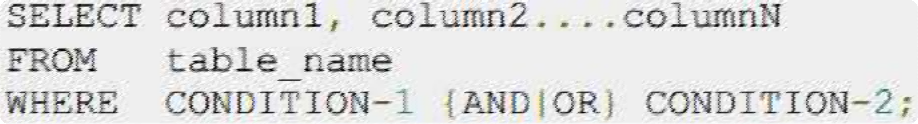 SELECT column1, column2....columnN
FROM table_name
WHERE CONDITION-1 {AND|OR} CONDITION-2;